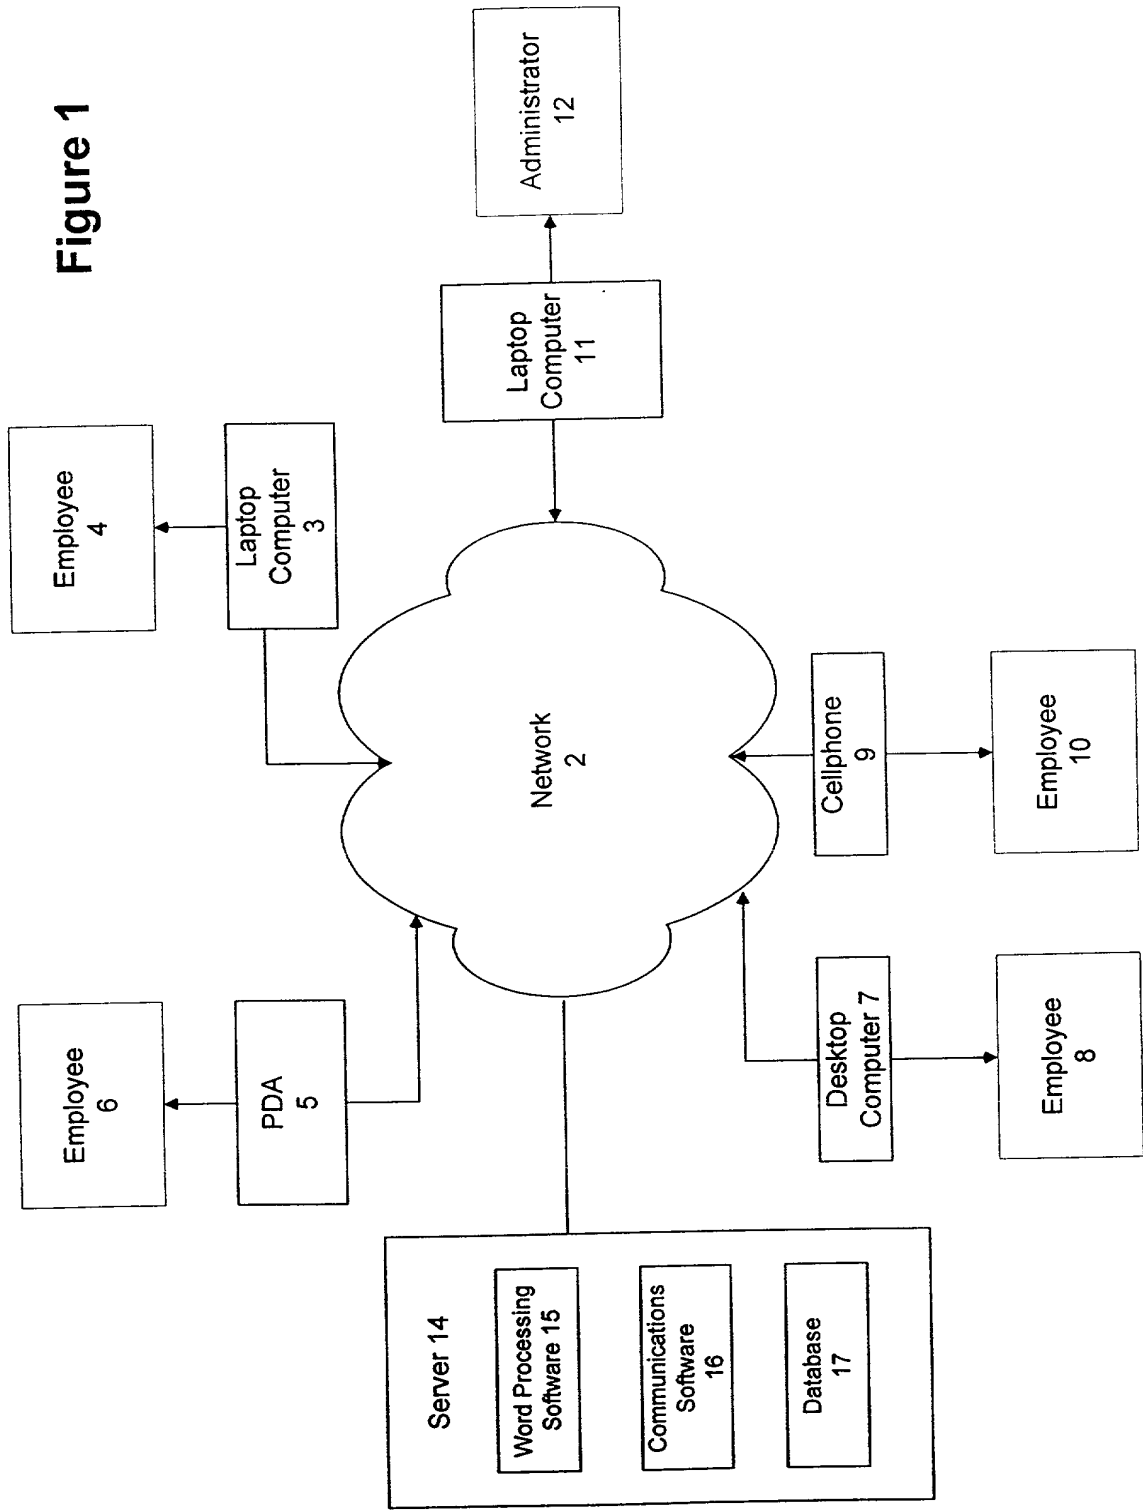 Figure 1
Employee
6
Employee
4
PDA
5
Laptop
Computer
3
Server 14
Word Processing
Software 15
Communications
Software
16
Database
17
Network
2
Laptop
Computer
11
Administrator
12
Desktop
Computer 7
Cellphone
9
Employee
8
Employee
10